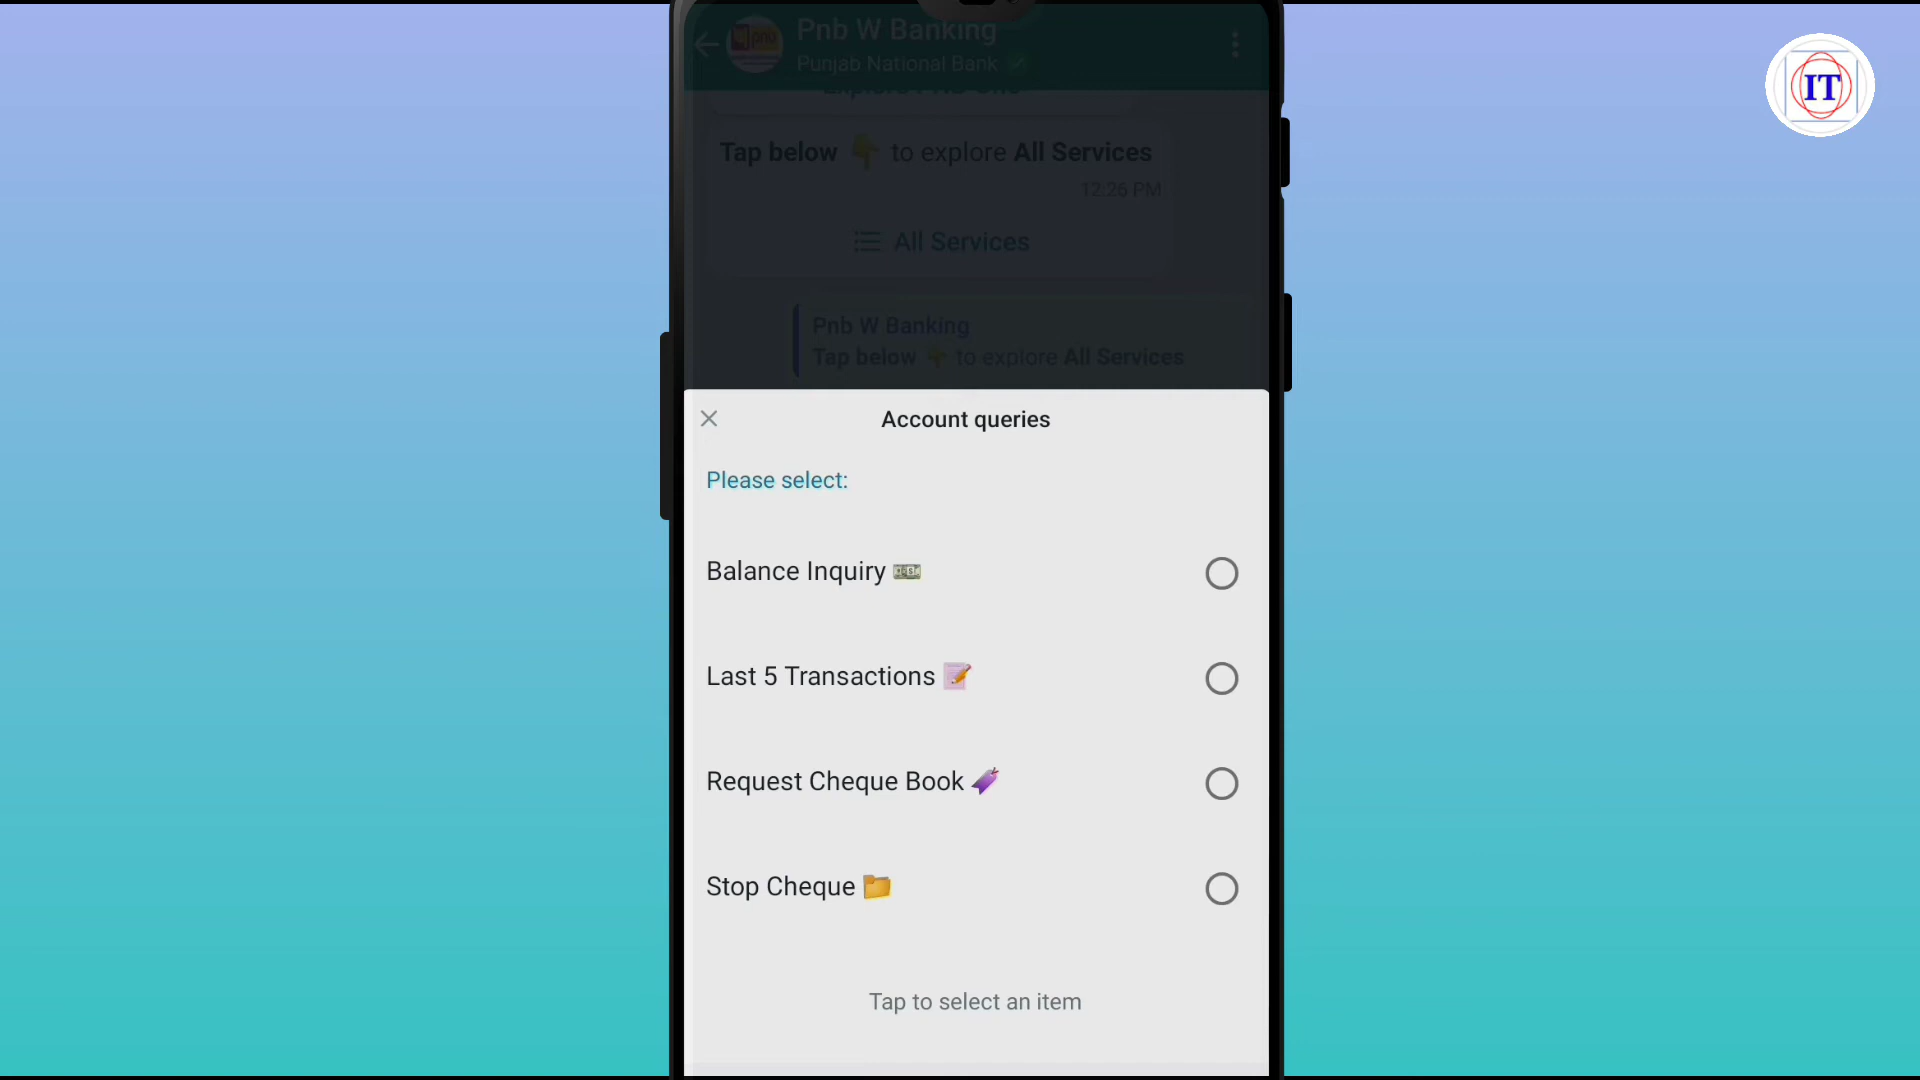 Pnb W Banking
Punjab National Bank
IT
Tap below 👇 to explore All Services
12:26 PM
All Services
Pnb W Banking
Tap below 👇 to explore All Services
Account queries
Please select:
Balance Inquiry 💵
Last 5 Transactions 📝
Request Cheque Book 🔖
Stop Cheque 📁
Tap to select an item